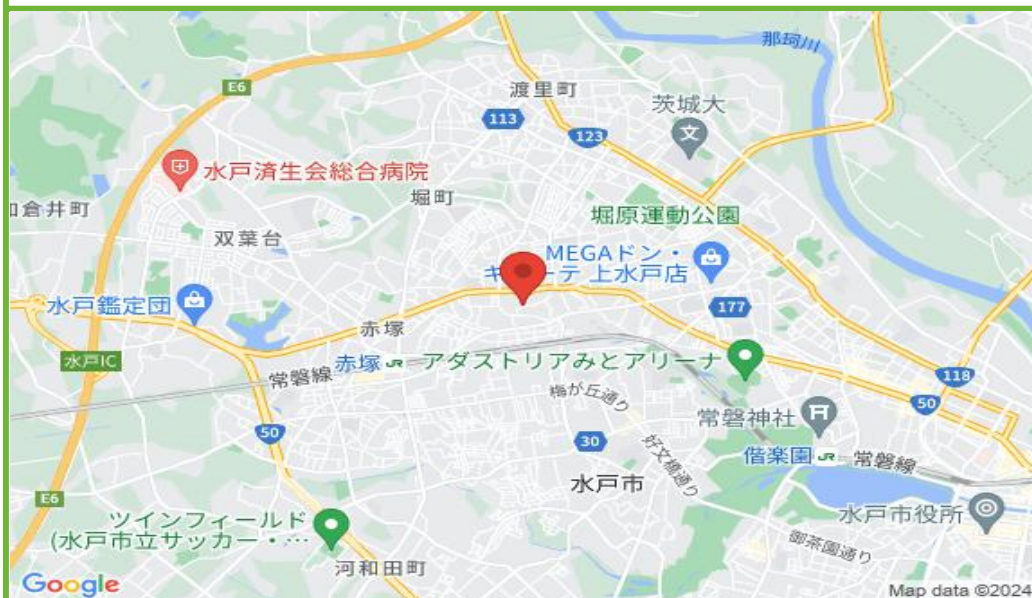 那珂川
E6
渡里町
茨城大
113
123
水戸済生会総合病院
堀町
倉井町
堀原運動公園
双葉台
MEGAドン・
テ 上水戸店
水戸鑑定団
177
赤塚
水戸IC
赤塚 JR
アダストリアみとアリーナ
118
常磐線
梅が丘通り
50
常磐神社
50
30
好文橋通り
偕楽園 JR
常磐線
水戸市
E6
ツインフィールド
(水戸市立サッカー・…
水戸市役所
御茶園通り
河和田町
Google
Map data ©2024